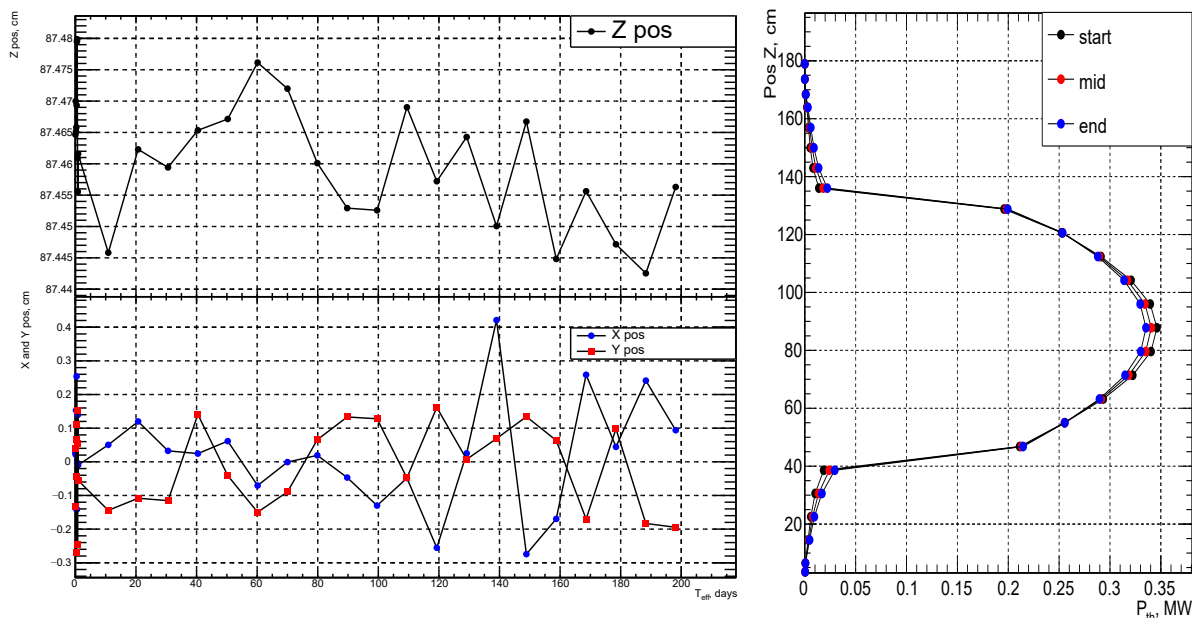 Z pos, cm
87.48
87.475
87.47
87.465
87.46
87.455
87.45
87.445
87.44
Z pos
X and Y pos, cm
0.4
0.3
0.2
0.1
0
−0.1
−0.2
−0.3
X pos
Y pos
0 20 40 60 80 100 120 140 160 180 200
T_eff, days
Pos Z, cm
180
160
140
120
100
80
60
40
20
start
mid
end
0 0.05 0.1 0.15 0.2 0.25 0.3 0.35
P_th, MW